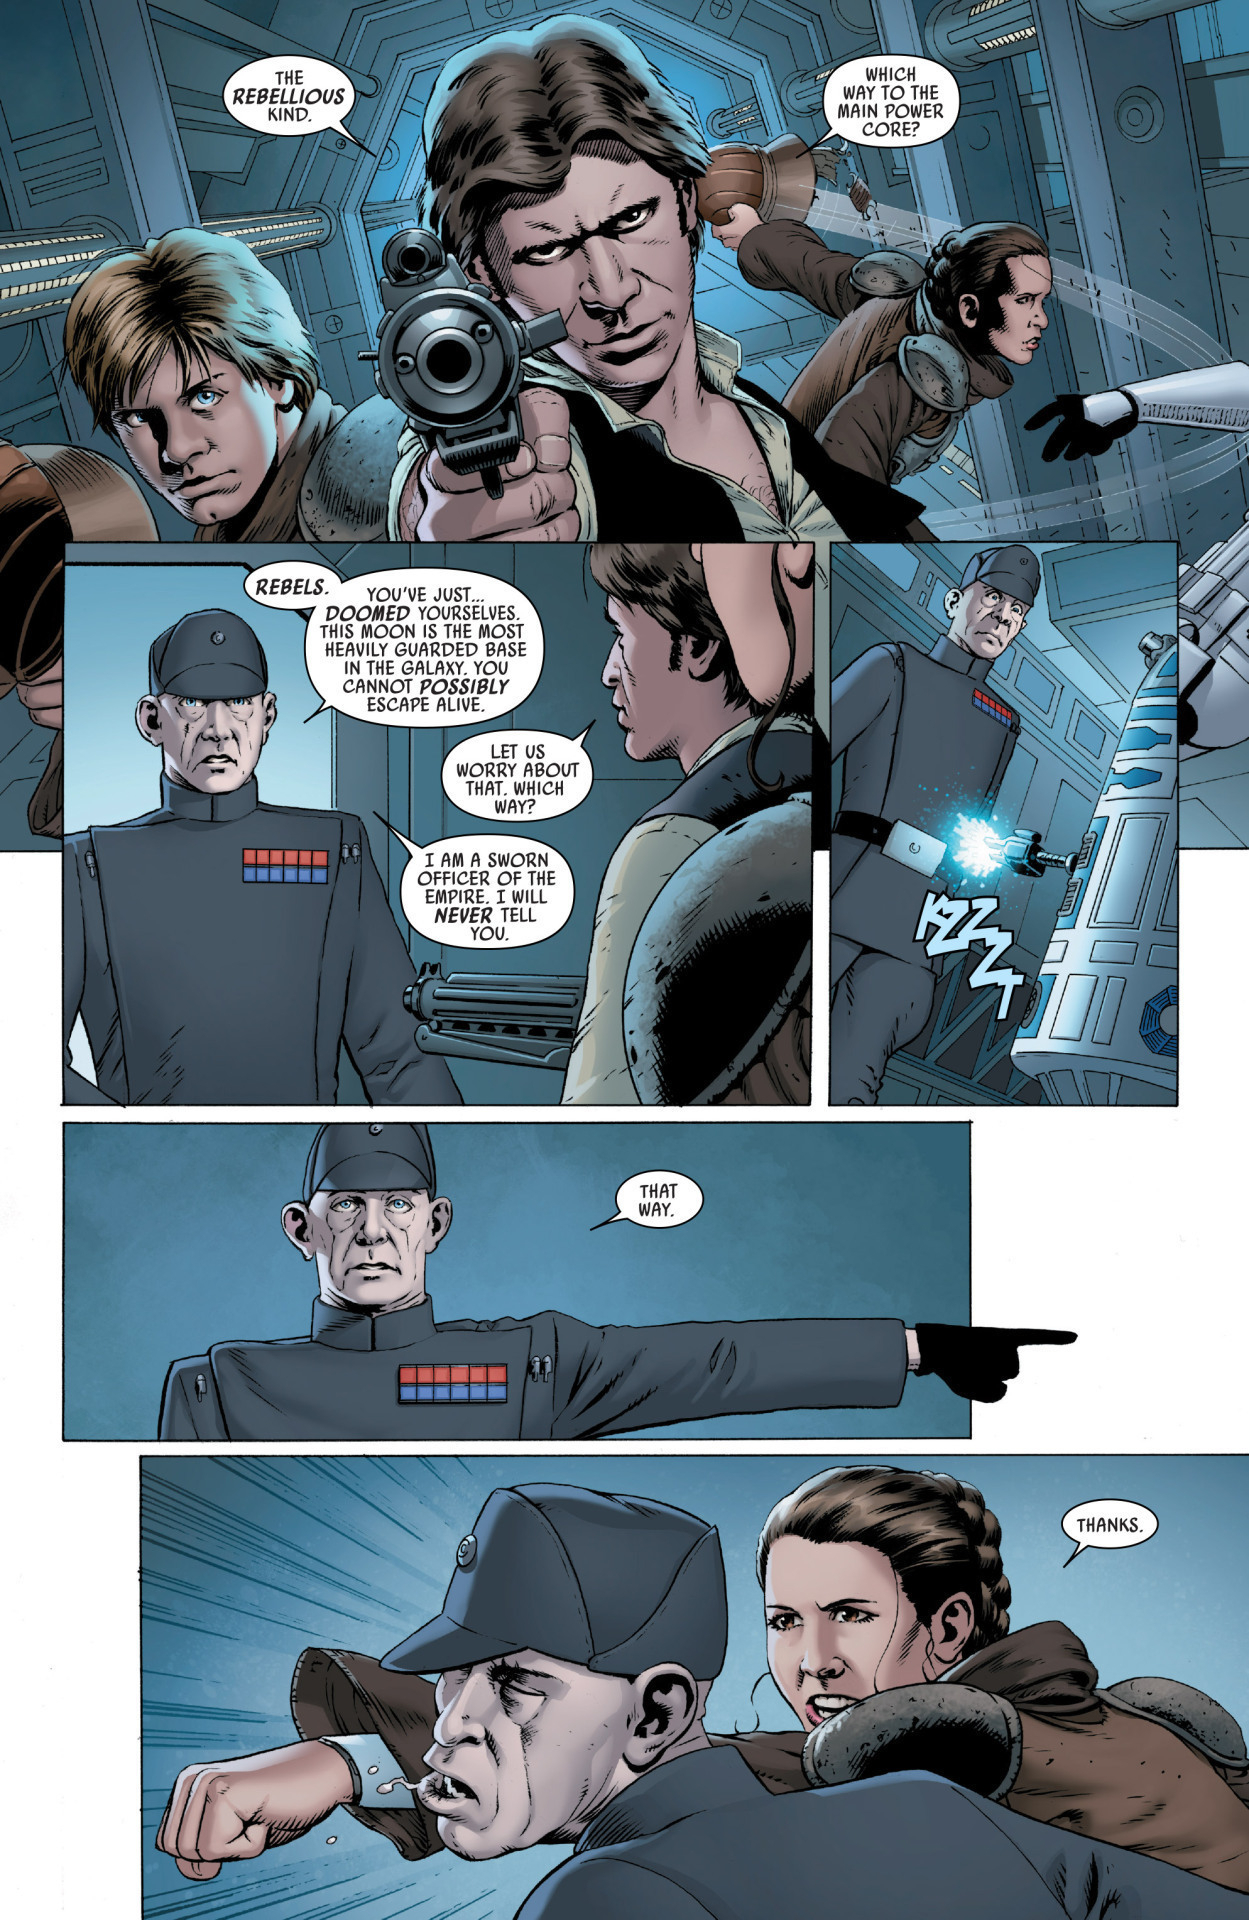 THE
REBELLIOUS
KIND.
WHICH
WAY TO THE
MAIN POWER
CORE?
REBELS.
YOU'VE JUST...
DOOMED YOURSELVES.
THIS MOON IS THE MOST
HEAVILY GUARDED BASE
IN THE GALAXY. YOU
CANNOT POSSIBLY
ESCAPE ALIVE.
LET US
WORRY ABOUT
THAT. WHICH
WAY?
I AM A SWORN
OFFICER OF THE
EMPIRE. I WILL
NEVER TELL
YOU.
KZZZT
THAT
WAY.
THANKS.